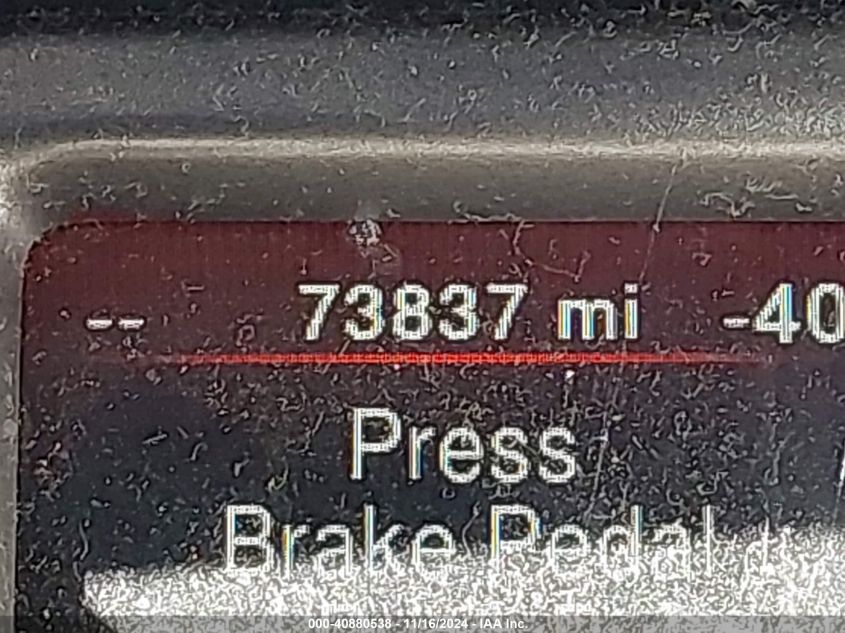 -- 73837 mi -40
Press
Brake Pedal
000-40880538 - 11/16/2024 - IAA Inc.